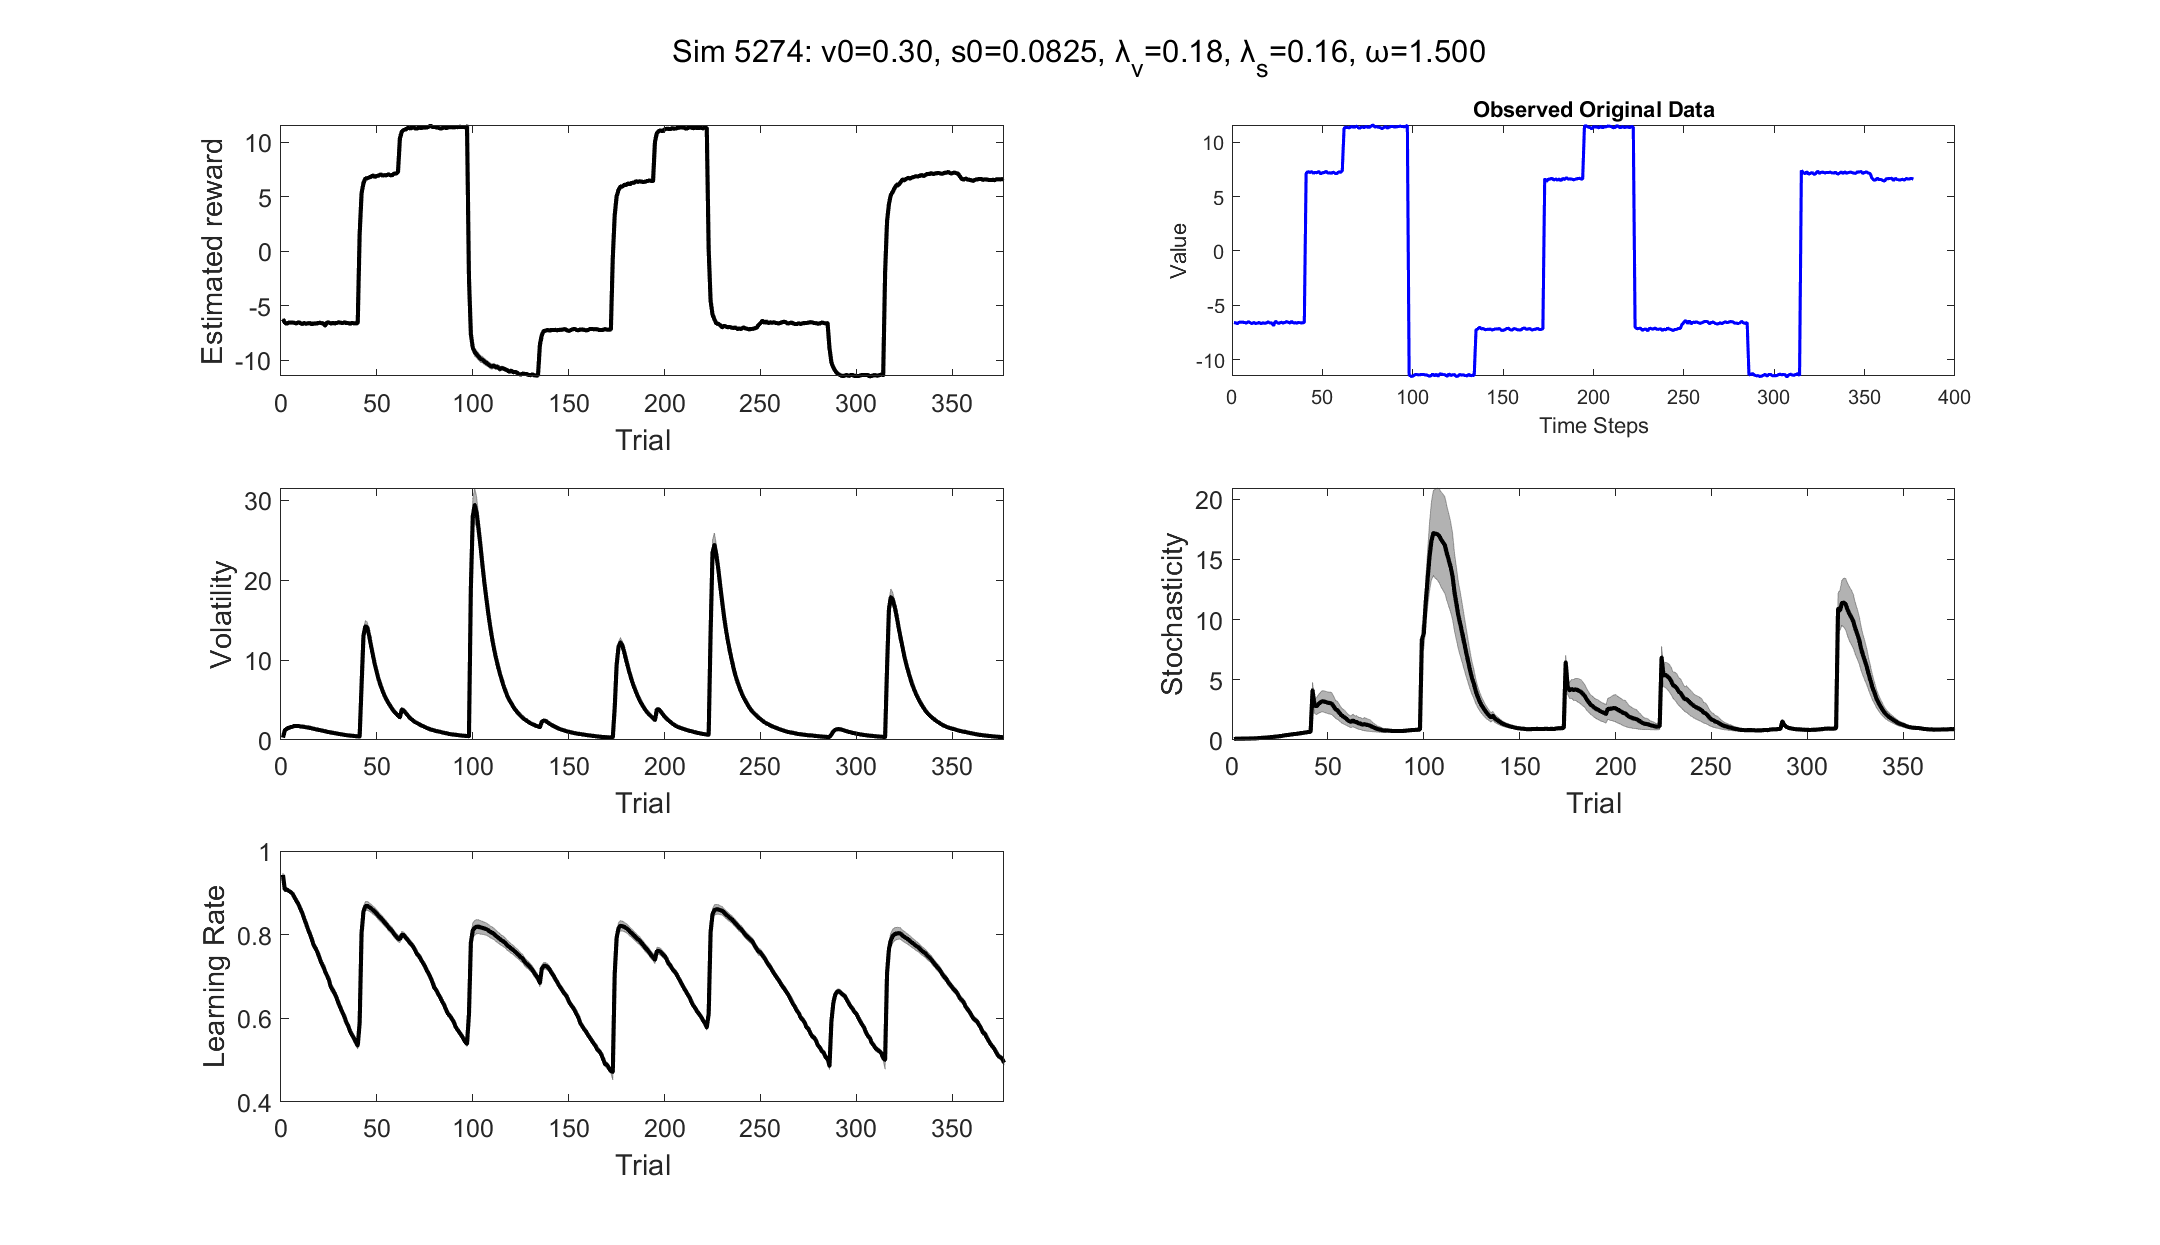 Sim 5274: v0=0.30, s0=0.0825, λv=0.18, λs=0.16, ω=1.500
Estimated reward
10
5
0
-5
-10
0 50 100 150 200 250 300 350
Trial
Observed Original Data
Value
10
5
0
-5
-10
0 50 100 150 200 250 300 350 400
Time Steps
Volatility
30
20
10
0
0 50 100 150 200 250 300 350
Trial
Stochasticity
20
15
10
5
0
0 50 100 150 200 250 300 350
Trial
Learning Rate
1
0.8
0.6
0.4
0 50 100 150 200 250 300 350
Trial